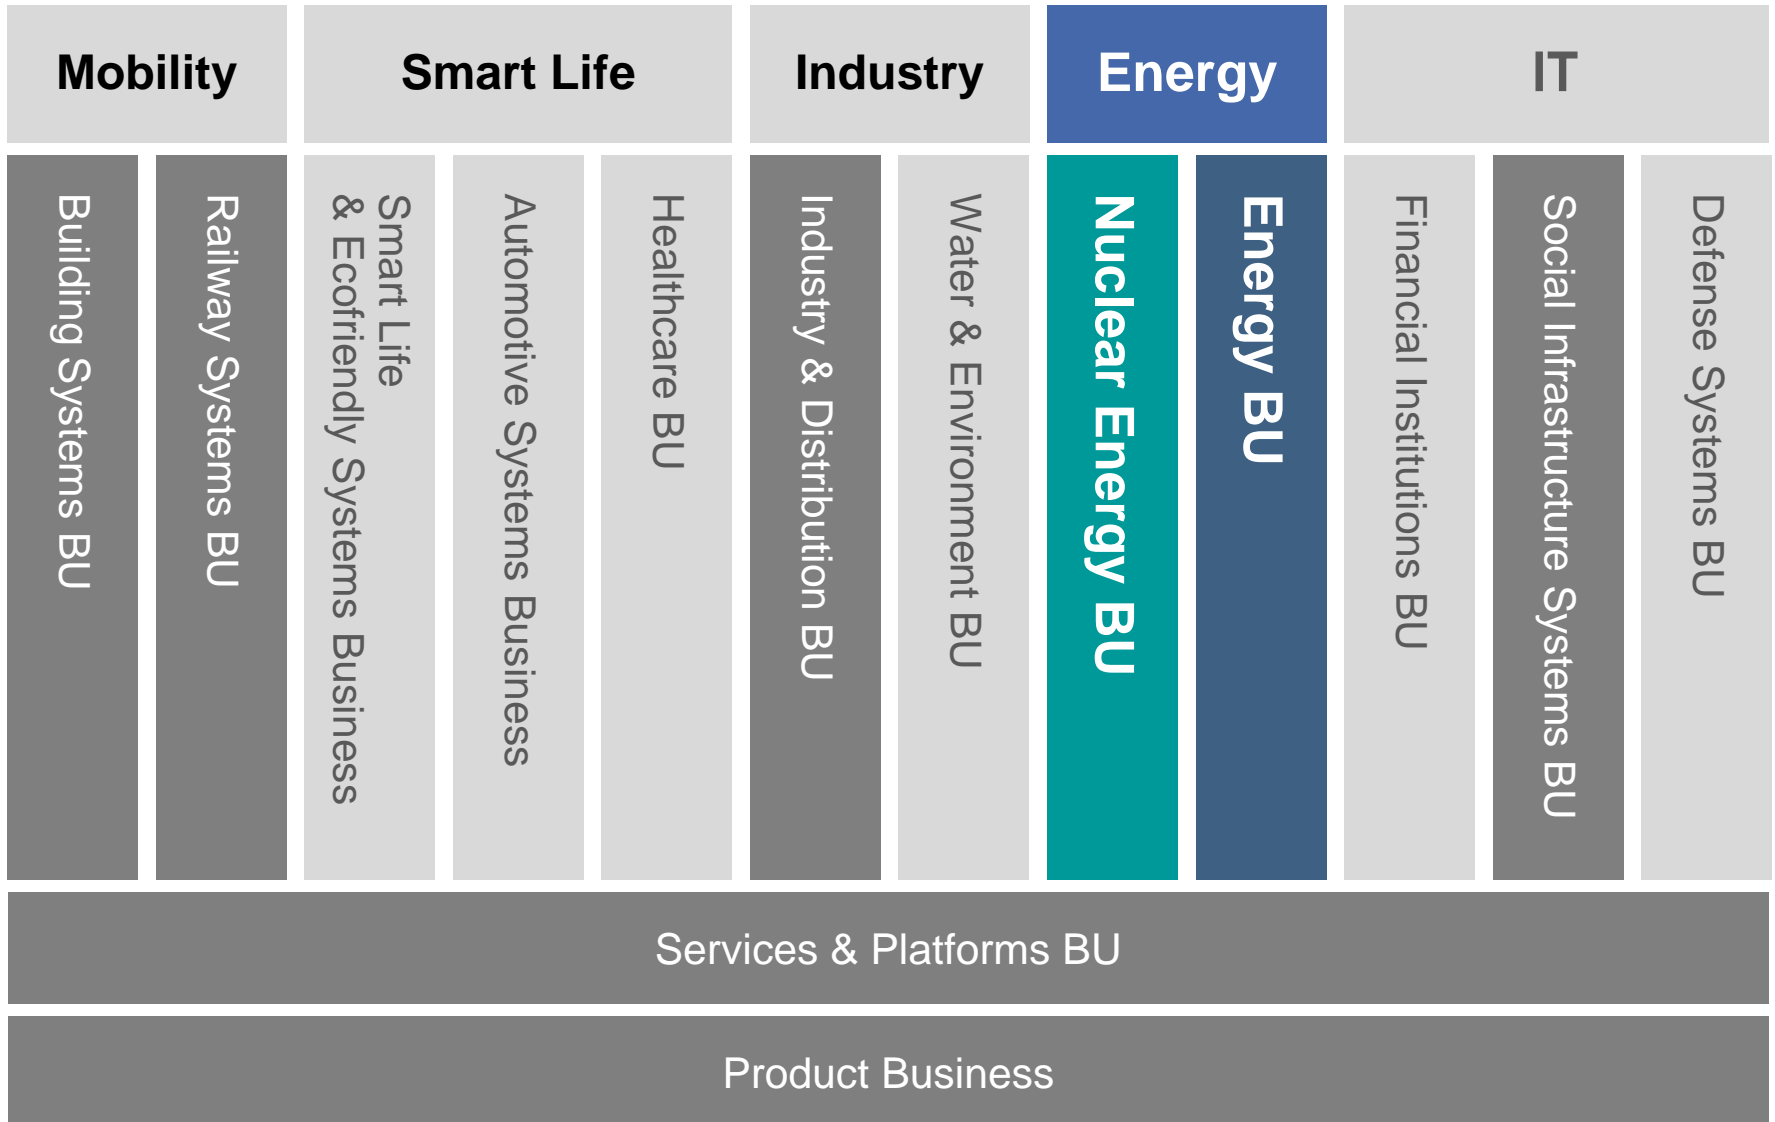 Mobility
Smart Life
Industry
Energy
IT
Building Systems BU
Railway Systems BU
Smart Life
& Ecofriendly Systems Business
Automotive Systems Business
Healthcare BU
Industry & Distribution BU
Water & Environment BU
Nuclear Energy BU
Energy BU
Financial Institutions BU
Social Infrastructure Systems BU
Defense Systems BU
Services & Platforms BU
Product Business